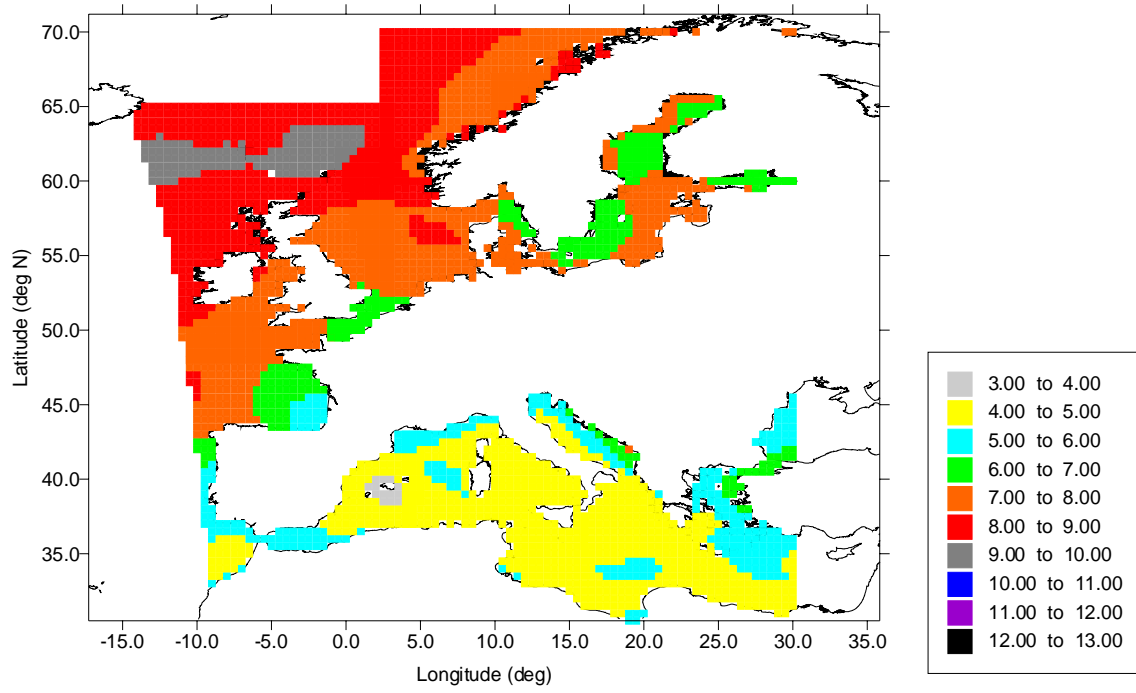 70.0
65.0
60.0
55.0
50.0
45.0
40.0
35.0
Latitude (deg N)
-15.0 -10.0 -5.0 0.0 5.0 10.0 15.0 20.0 25.0 30.0 35.0
Longitude (deg)
3.00 to 4.00
4.00 to 5.00
5.00 to 6.00
6.00 to 7.00
7.00 to 8.00
8.00 to 9.00
9.00 to 10.00
10.00 to 11.00
11.00 to 12.00
12.00 to 13.00